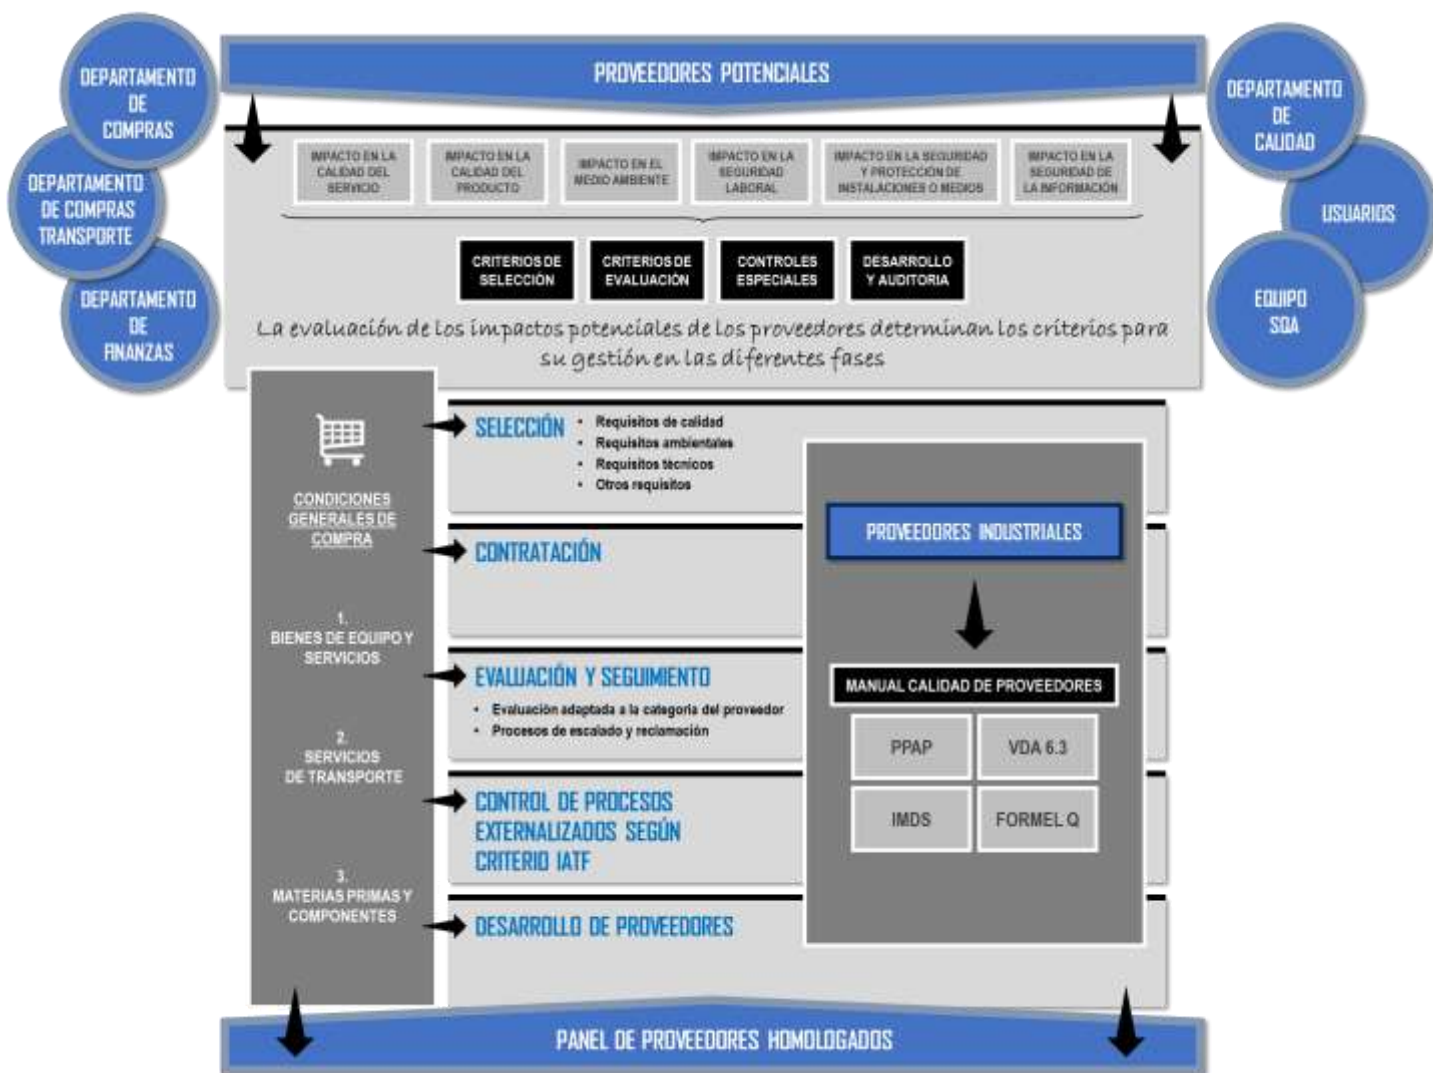 PROVEEDORES POTENCIALES
DEPARTAMENTO
DE
COMPRAS
DEPARTAMENTO
DE COMPRAS
TRANSPORTE
DEPARTAMENTO
DE
FINANZAS
DEPARTAMENTO
DE
CALIDAD
USUARIOS
EQUIPO
SQA
IMPACTO EN LA
CALIDAD DEL
SERVICIO
IMPACTO EN LA
CALIDAD DEL
PRODUCTO
IMPACTO EN EL
MEDIO AMBIENTE
IMPACTO EN LA
SEGURIDAD
LABORAL
IMPACTO EN LA SEGURIDAD
Y PROTECCIÓN DE
INSTALACIONES O MEDIOS
IMPACTO EN LA
SEGURIDAD DE
LA INFORMACIÓN
CRITERIOS DE
SELECCIÓN
CRITERIOS DE
EVALUACIÓN
CONTROLES
ESPECIALES
DESARROLLO
Y AUDITORIA
La evaluación de los impactos potenciales de los proveedores determinan los criterios para
su gestión en las diferentes fases
CONDICIONES
GENERALES DE
COMPRA
1.
BIENES DE EQUIPO Y
SERVICIOS
2.
SERVICIOS
DE TRANSPORTE
3.
MATERIAS PRIMAS Y
COMPONENTES
SELECCIÓN
• Requisitos de calidad
• Requisitos ambientales
• Requisitos técnicos
• Otros requisitos
CONTRATACIÓN
EVALUACIÓN Y SEGUIMIENTO
• Evaluación adaptada a la categoría del proveedor
• Procesos de escalado y reclamación
CONTROL DE PROCESOS
EXTERNALIZADOS SEGÚN
CRITERIO IATF
DESARROLLO DE PROVEEDORES
PROVEEDORES INDUSTRIALES
MANUAL CALIDAD DE PROVEEDORES
PPAP
VDA 6.3
IMDS
FORMEL Q
PANEL DE PROVEEDORES HOMOLOGADOS